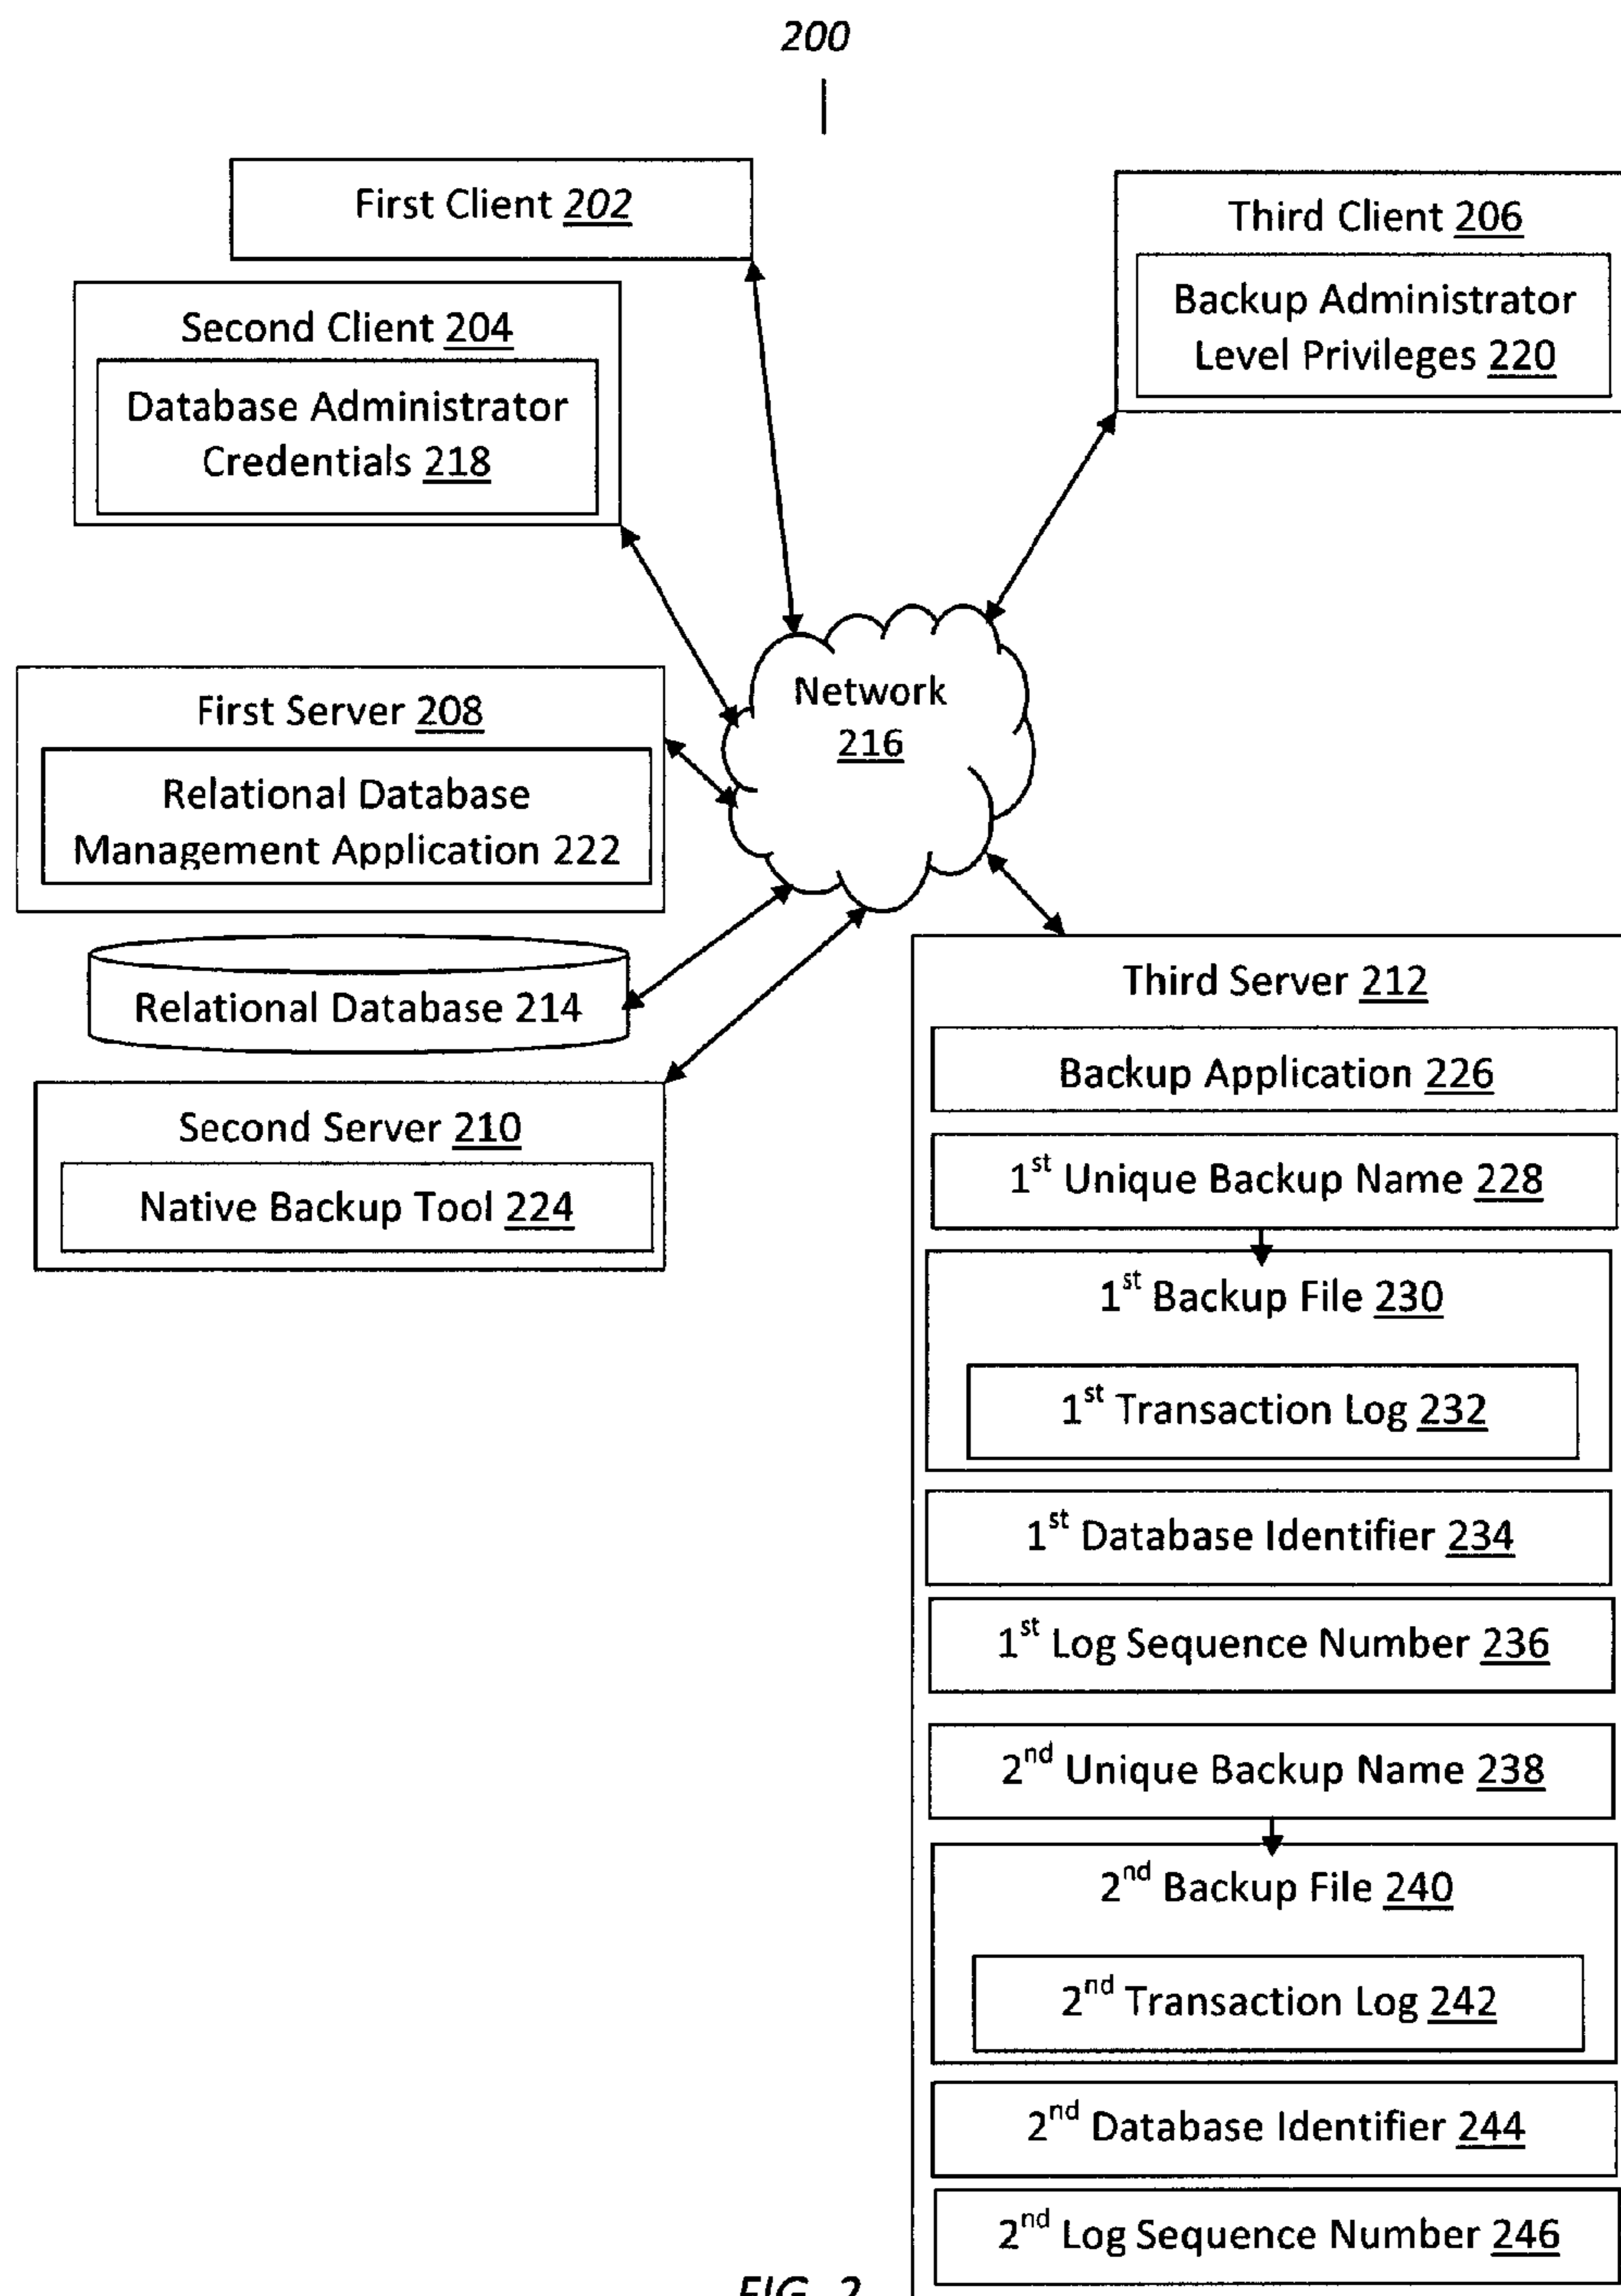 200
First Client 202
Second Client 204
Database Administrator
Credentials 218
Third Client 206
Backup Administrator
Level Privileges 220
Network
216
First Server 208
Relational Database
Management Application 222
Relational Database 214
Second Server 210
Native Backup Tool 224
Third Server 212
Backup Application 226
1st Unique Backup Name 228
1st Backup File 230
1st Transaction Log 232
1st Database Identifier 234
1st Log Sequence Number 236
2nd Unique Backup Name 238
2nd Backup File 240
2nd Transaction Log 242
2nd Database Identifier 244
2nd Log Sequence Number 246
FIG. 2